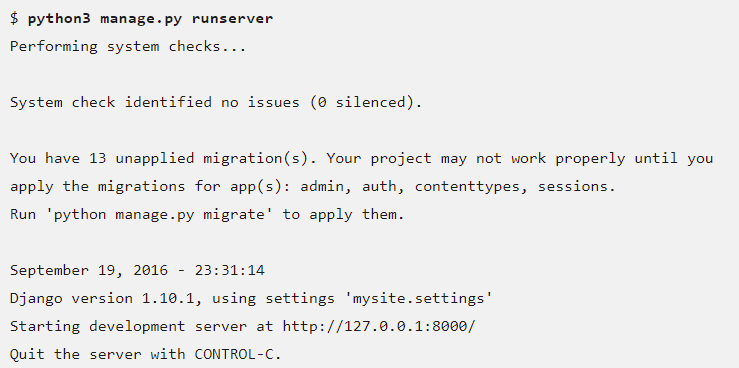 $ python3 manage.py runserver
Performing system checks...
System check identified no issues (0 silenced).
You have 13 unapplied migration(s). Your project may not work properly until you
apply the migrations for app(s): admin, auth, contenttypes, sessions.
Run 'python manage.py migrate' to apply them.
September 19, 2016 - 23:31:14
Django version 1.10.1, using settings 'mysite.settings'
Starting development server at http://127.0.0.1:8000/
Quit the server with CONTROL-C.